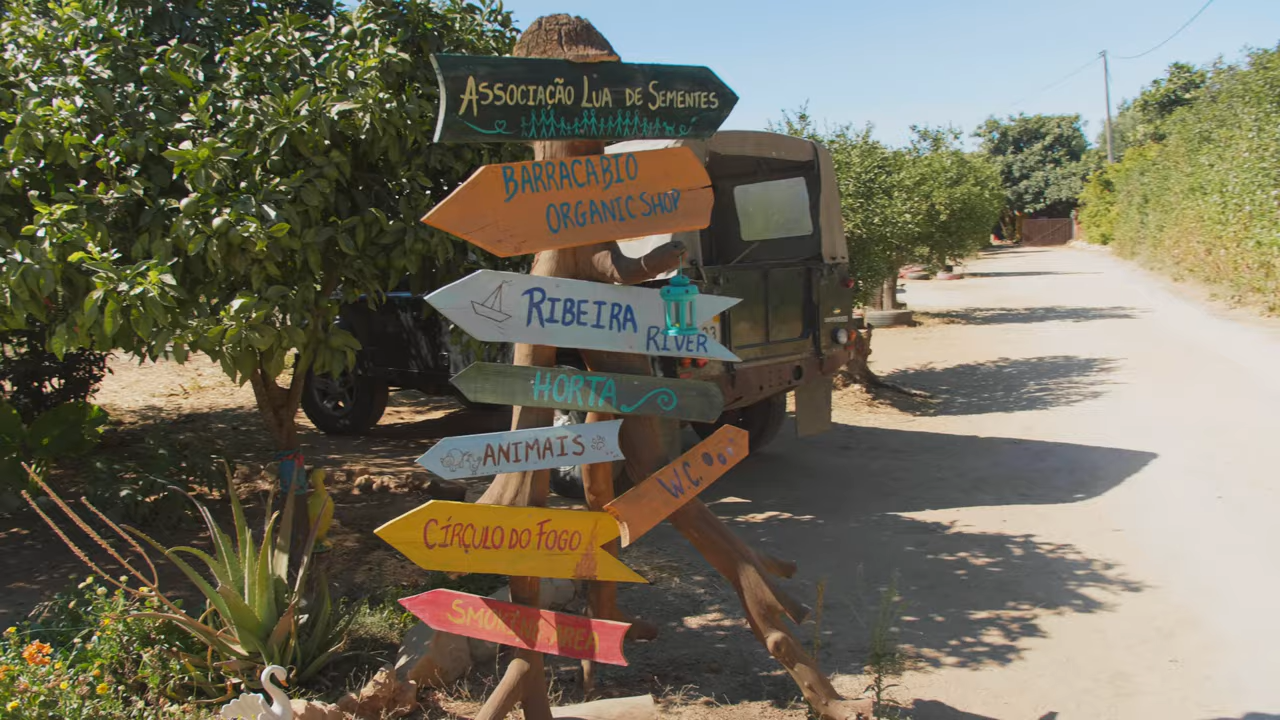 ASSOCIAÇÃO LUA DE SEMENTES
BARRACABIO
ORGANIC SHOP
RIBEIRA
RIVER
HORTA
ANIMAIS
W.C.
CÍRCULO DO FOGO
SMOKING AREA